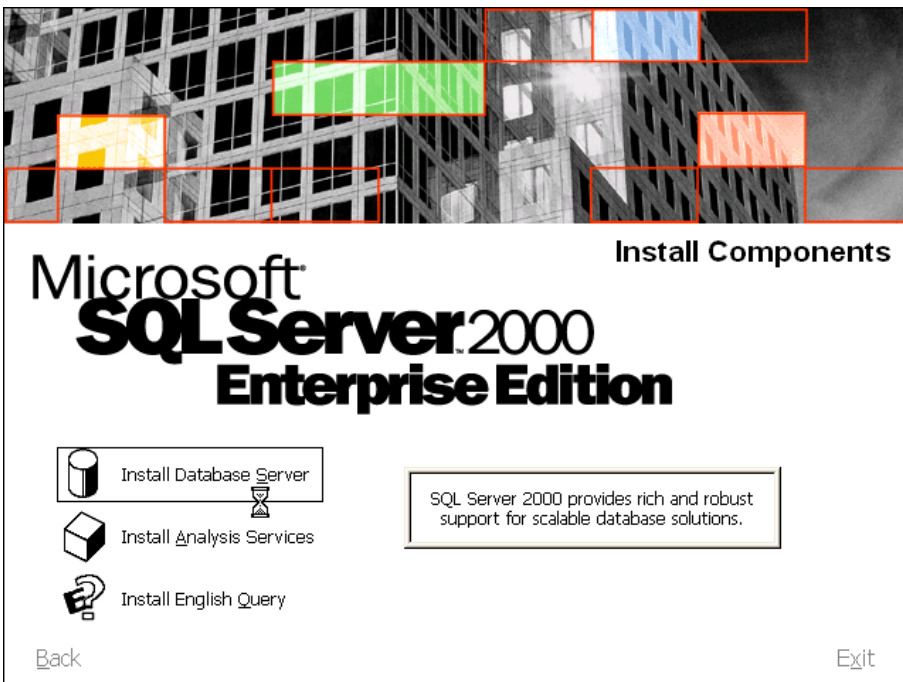 Install Components
Microsoft®
SQL Server™ 2000
Enterprise Edition
Install Database Server
SQL Server 2000 provides rich and robust
support for scalable database solutions.
Install Analysis Services
Install English Query
Back
Exit